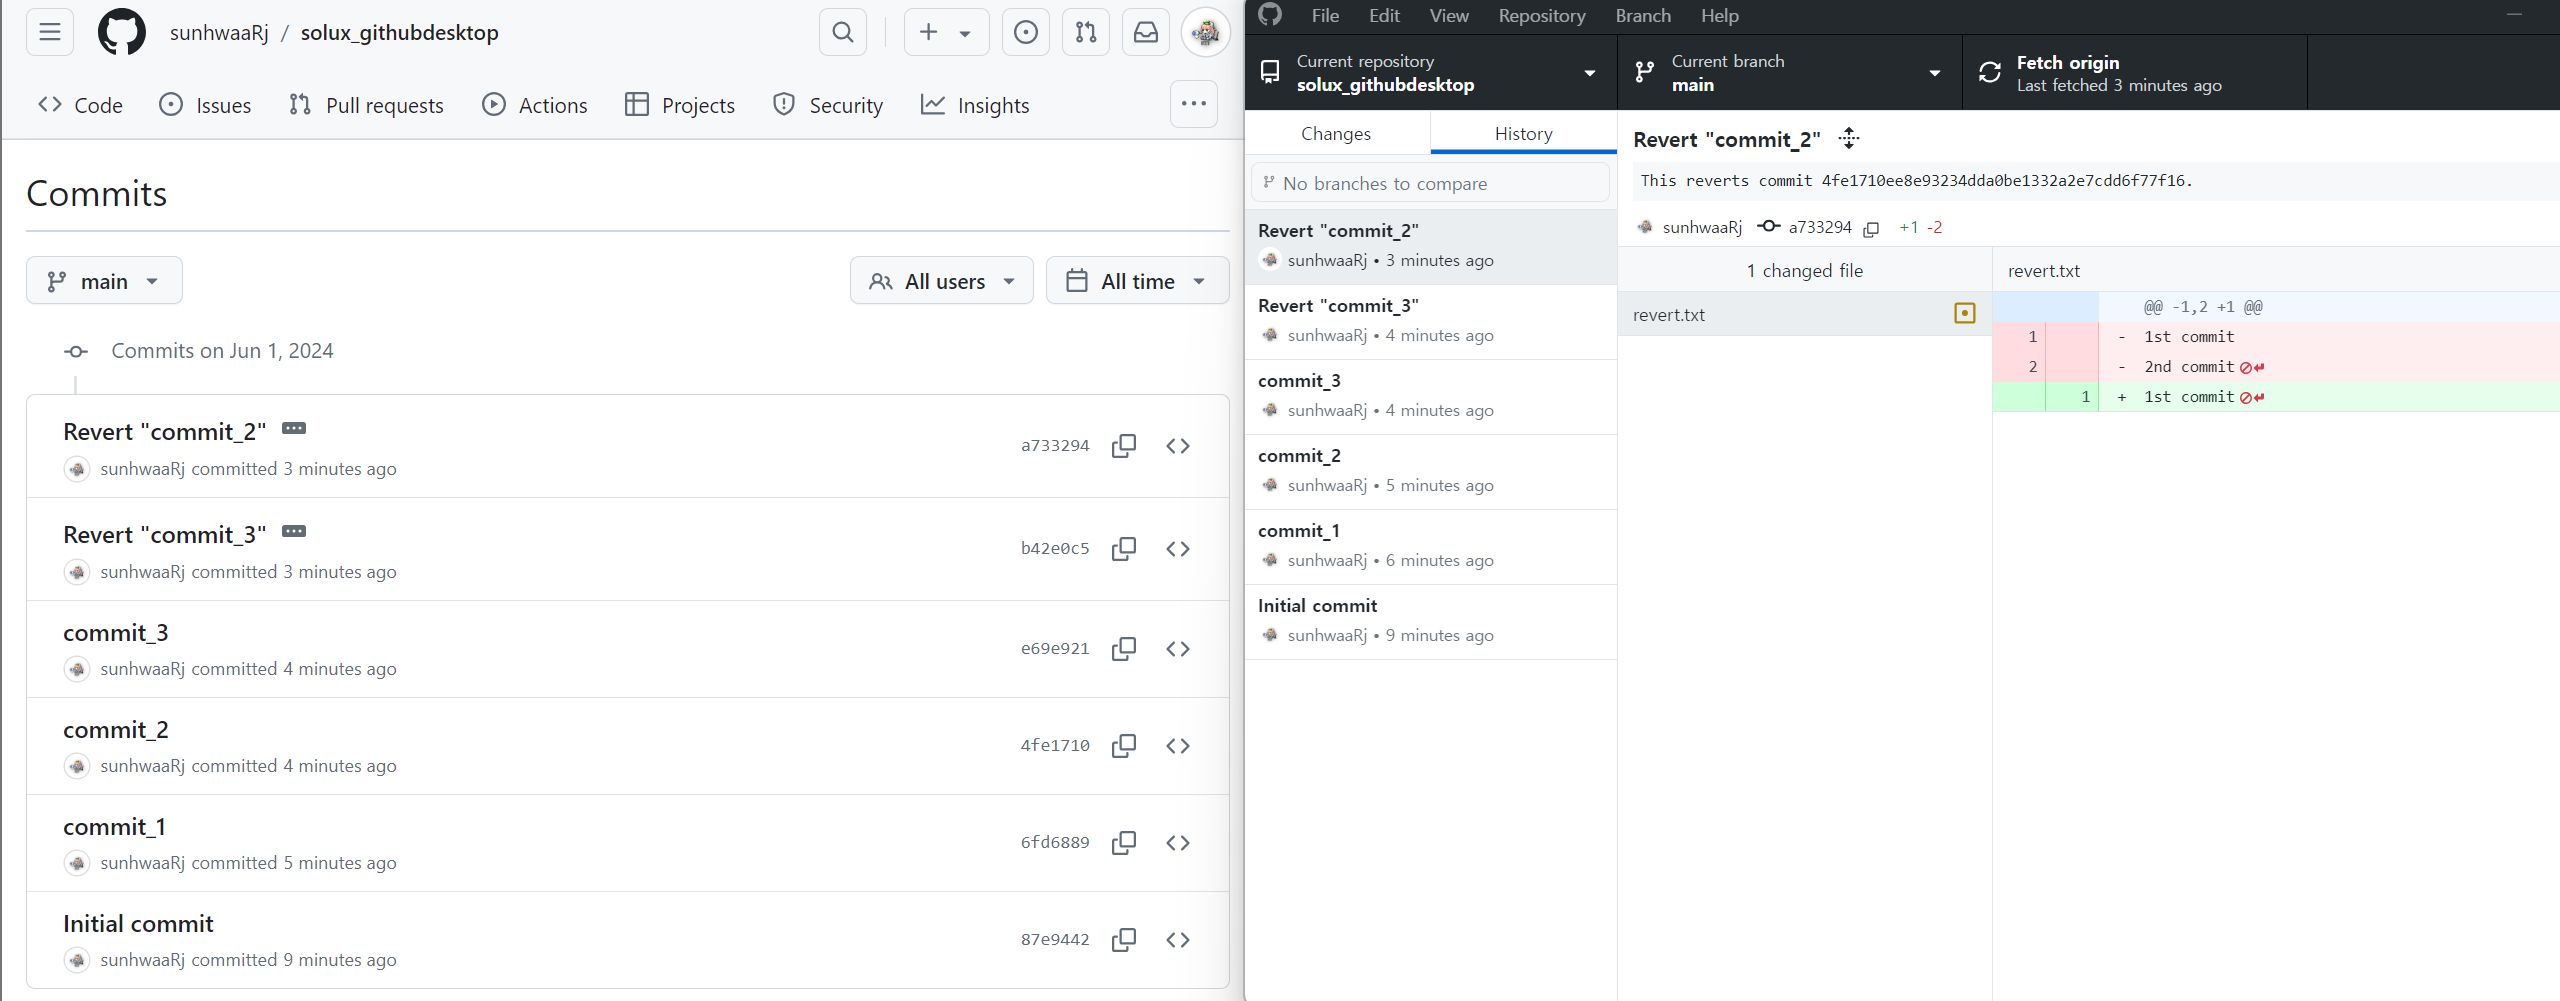 sunhwaaRj / solux_githubdesktop
Code Issues Pull requests Actions Projects Security Insights
Commits
main All users All time
Commits on Jun 1, 2024
Revert "commit_2"
sunhwaaRj committed 3 minutes ago
a733294
Revert "commit_3"
sunhwaaRj committed 3 minutes ago
b42e0c5
commit_3
sunhwaaRj committed 4 minutes ago
e69e921
commit_2
sunhwaaRj committed 4 minutes ago
4fe1710
commit_1
sunhwaaRj committed 5 minutes ago
6fd6889
Initial commit
sunhwaaRj committed 9 minutes ago
87e9442
File Edit View Repository Branch Help
Current repository
solux_githubdesktop
Current branch
main
Fetch origin
Last fetched 3 minutes ago
Changes History
No branches to compare
Revert "commit_2"
sunhwaaRj • 3 minutes ago
Revert "commit_3"
sunhwaaRj • 4 minutes ago
commit_3
sunhwaaRj • 4 minutes ago
commit_2
sunhwaaRj • 5 minutes ago
commit_1
sunhwaaRj • 6 minutes ago
Initial commit
sunhwaaRj • 9 minutes ago
Revert "commit_2"
This reverts commit 4fe1710ee8e93234dda0be1332a2e7cdd6f77f16.
sunhwaaRj a733294 +1 -2
1 changed file
revert.txt
revert.txt
@@ -1,2 +1 @@
1 - 1st commit
2 - 2nd commit
1 + 1st commit